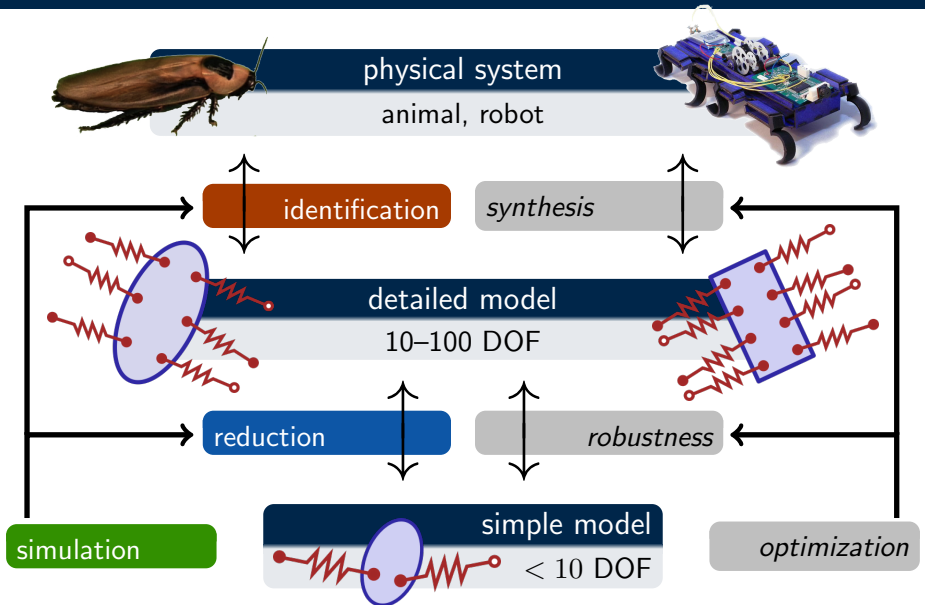 physical system
animal, robot
identification
synthesis
detailed model
10–100 DOF
reduction
robustness
simulation
simple model
< 10 DOF
optimization